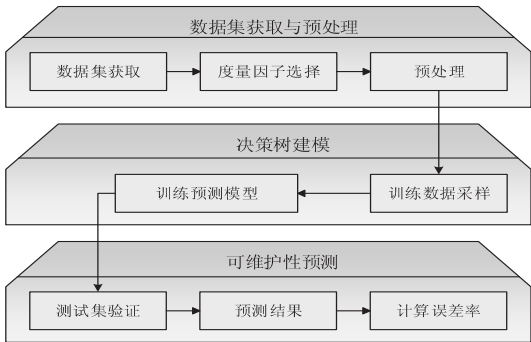 数据集获取与预处理
数据集获取
度量因子选择
预处理
决策树建模
训练预测模型
训练数据采样
可维护性预测
测试集验证
预测结果
计算误差率